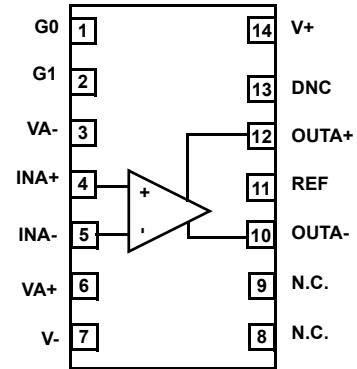 G0 1 14 V+
G1 2 13 DNC
VA- 3 12 OUTA+
INA+ 4 + 11 REF
INA- 5 - 10 OUTA-
VA+ 6 9 N.C.
V- 7 8 N.C.